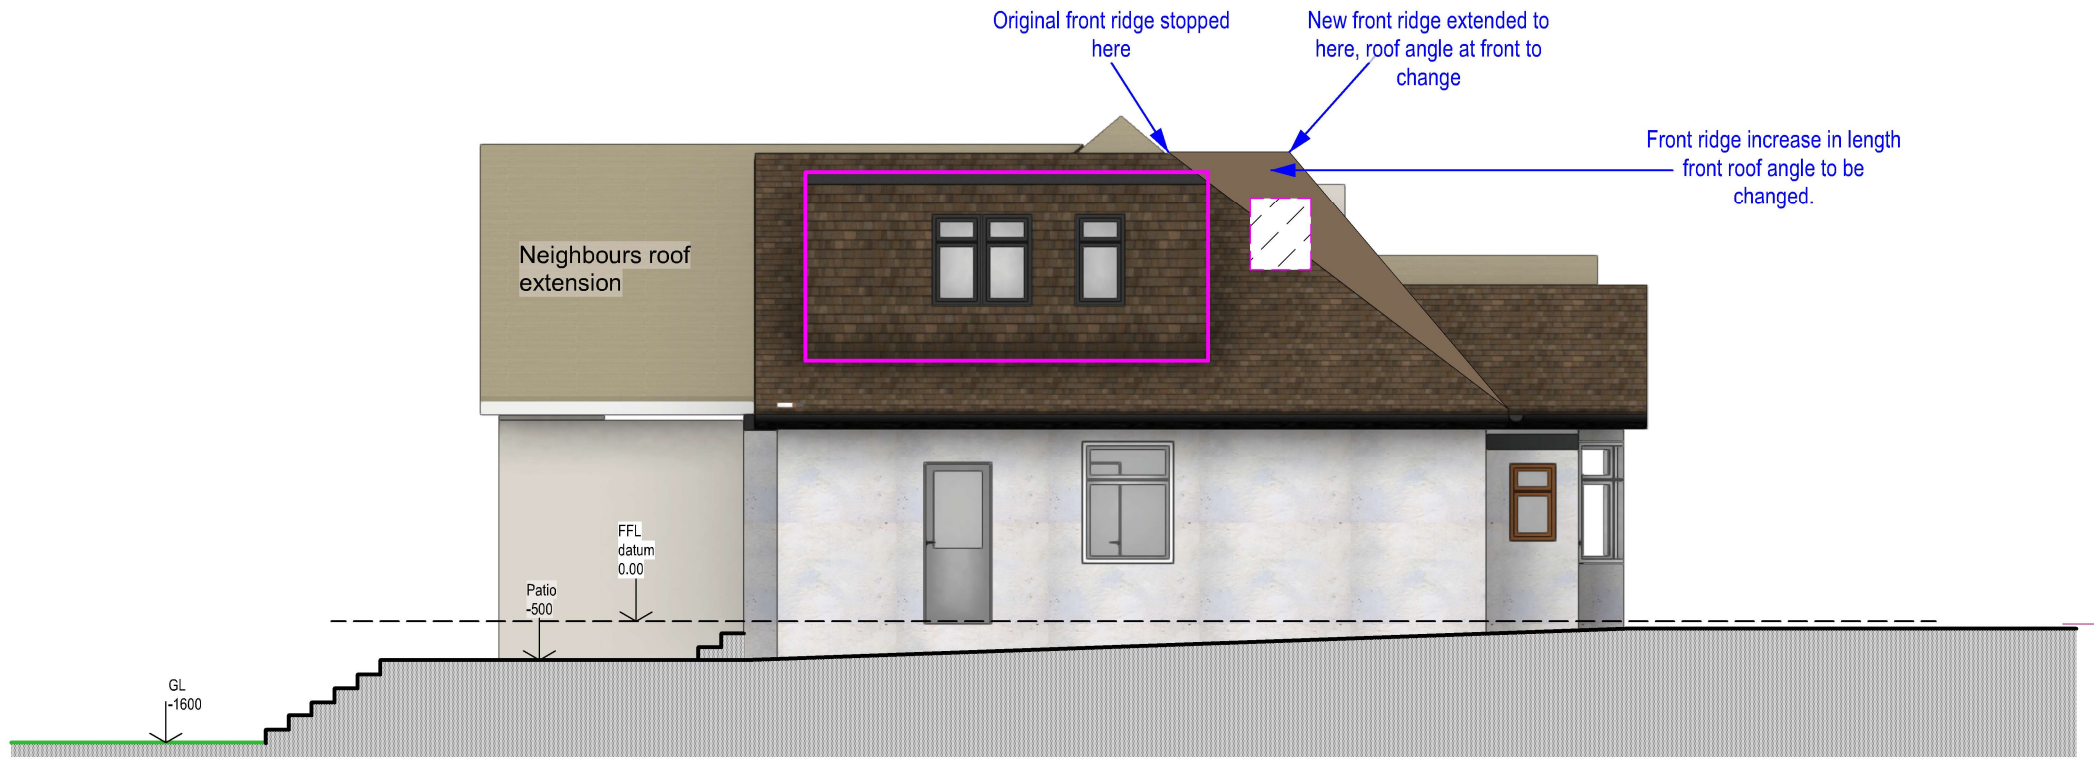 Original front ridge stopped
here
New front ridge extended to
here, roof angle at front to
change
Front ridge increase in length
front roof angle to be
changed.
Neighbours roof
extension
FFL
datum
0.00
Patio
-500
GL
-1600